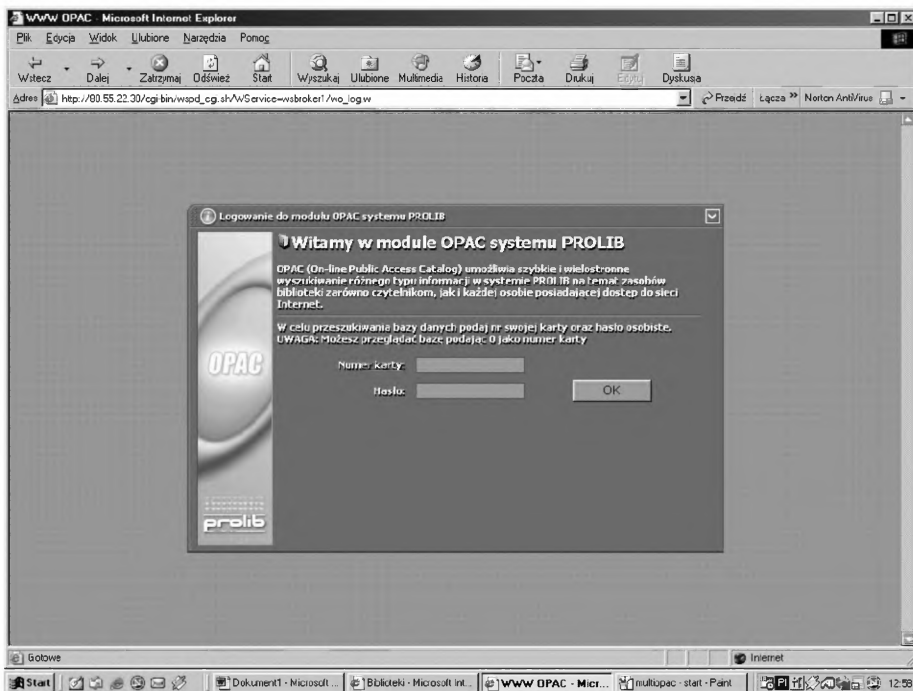 WWW OPAC - Microsoft Internet Explorer
Plik Edycja Widok Ulubione Narzędzia Pomoc
Wstecz Dalej Zatrzymaj Odśwież Start Wyszukaj Ulubione Multimedia Historia Poczta Drukuj Edytuj Dyskusja
Adres http://80.55.22.30/cgi-bin/wspd_cg.sh/WService=wsbroker1/wo_log.w Przejdź Łącza » Norton AntiVirus
Logowanie do modułu OPAC systemu PROLIB
Witamy w module OPAC systemu PROLIB
OPAC (On-line Public Access Catalog) umożliwia szybkie i wielostronne
wyszukiwanie różnego typu informacji w systemie PROLIB na temat zasobów
biblioteki zarówno czytelnikom, jak i każdej osobie posiadającej dostęp do sieci
Internet.
W celu przeszukiwania bazy danych podaj nr swojej karty oraz hasło osobiste.
UWAGA: Możesz przeglądać bazę podając 0 jako numer karty
OPAC
Numer karty:
Hasło:
OK
prolib
Gotowe Internet
Start Dokument1 - Microsoft ... Biblioteki - Microsoft Int... WWW OPAC - Micr... multiopac - start - Paint Pl 12:58